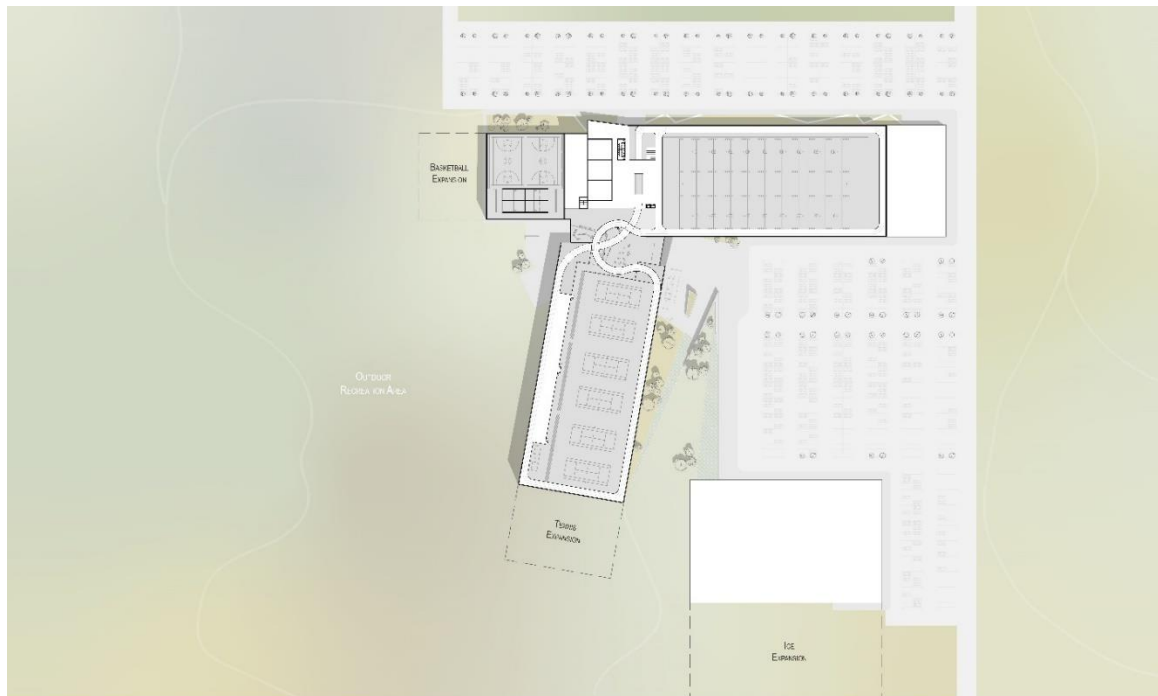 BASKETBALL
EXPANSION
OUTDOOR
RECREATION AREA
TENNIS
EXPANSION
ICE
EXPANSION